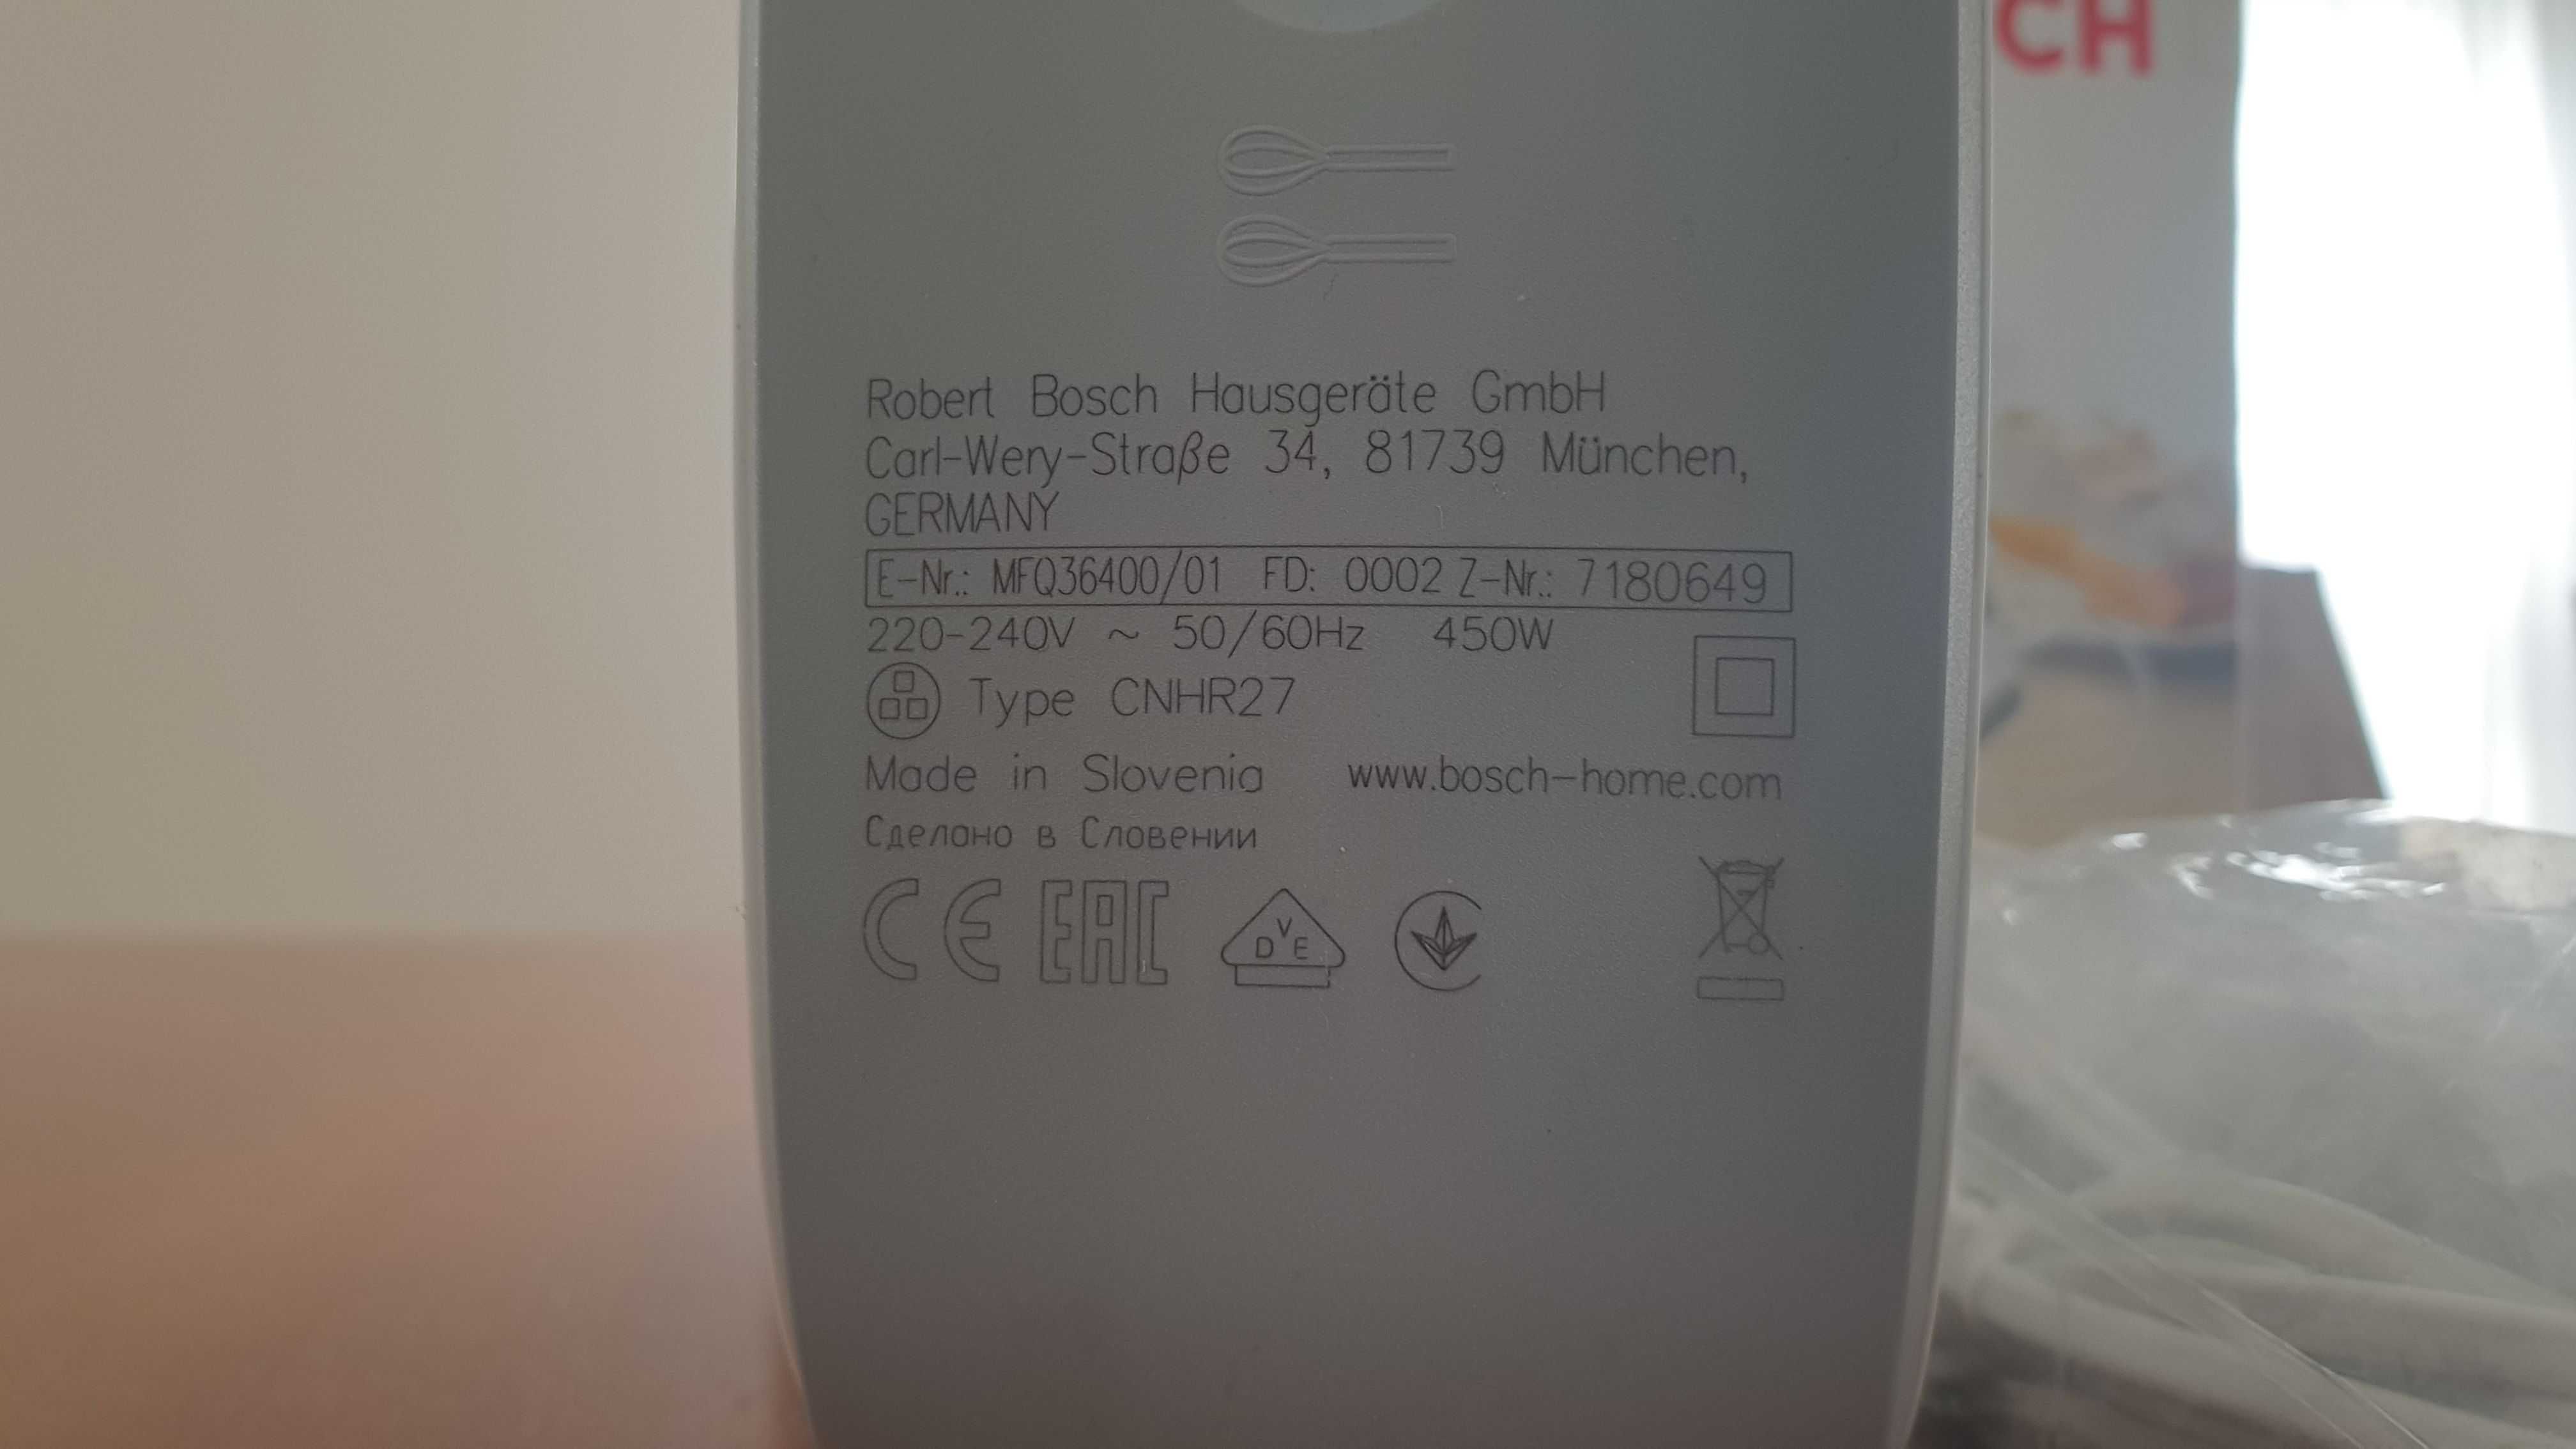 CH
Robert Bosch Hausgeräte GmbH
Carl-Wery-Straße 34, 81739 München,
GERMANY
E-Nr.: MFQ36400/01 FD: 0002 Z-Nr.: 7180649
220-240V ~ 50/60Hz 450W
Type CNHR27
Made in Slovenia www.bosch-home.com
Сделано в Словении
CE EAC DVE